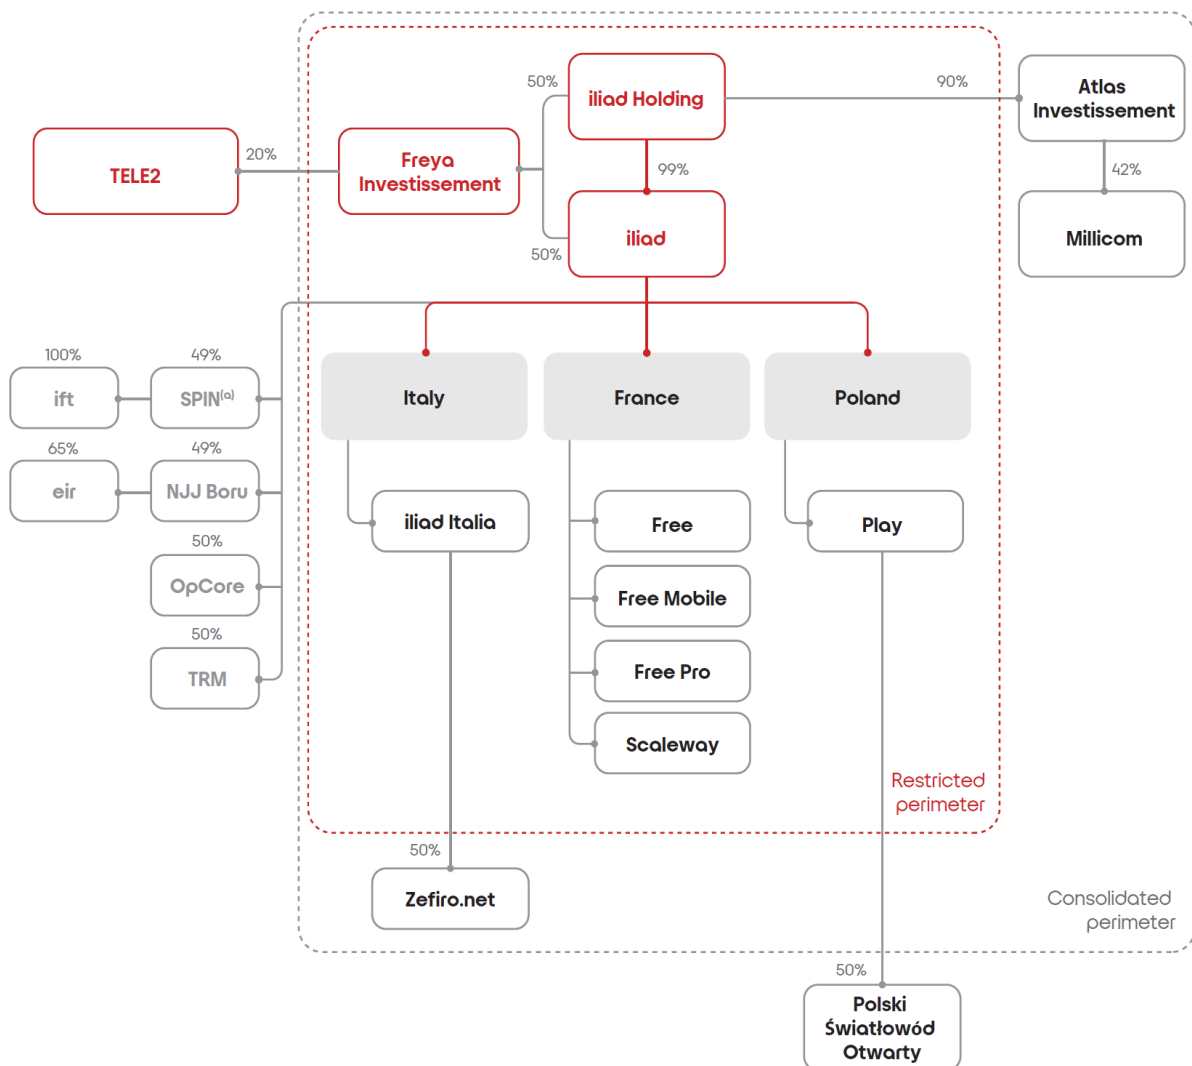 50%
iliad Holding
90%
Atlas
Investissement
TELE2
20%
Freya
Investissement
99%
42%
50%
iliad
Millicom
100%
49%
ift
SPIN(a)
Italy
France
Poland
65%
49%
eir
NJJ Boru
iliad Italia
Free
Play
50%
OpCore
Free Mobile
50%
TRM
Free Pro
Scaleway
Restricted
perimeter
50%
Zefiro.net
Consolidated
perimeter
50%
Polski
Światłowód
Otwarty